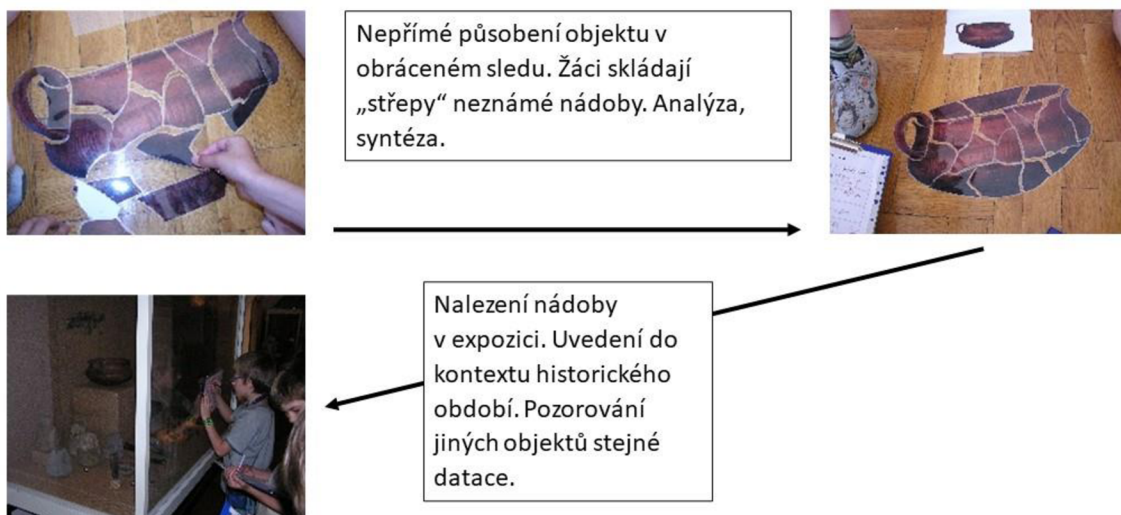 Nepřímé působení objektu v
obráceném sledu. Žáci skládají
„střepy“ neznámé nádoby. Analýza,
syntéza.
Nalezení nádoby
v expozici. Uvedení do
kontextu historického
období. Pozorování
jiných objektů stejné
datace.